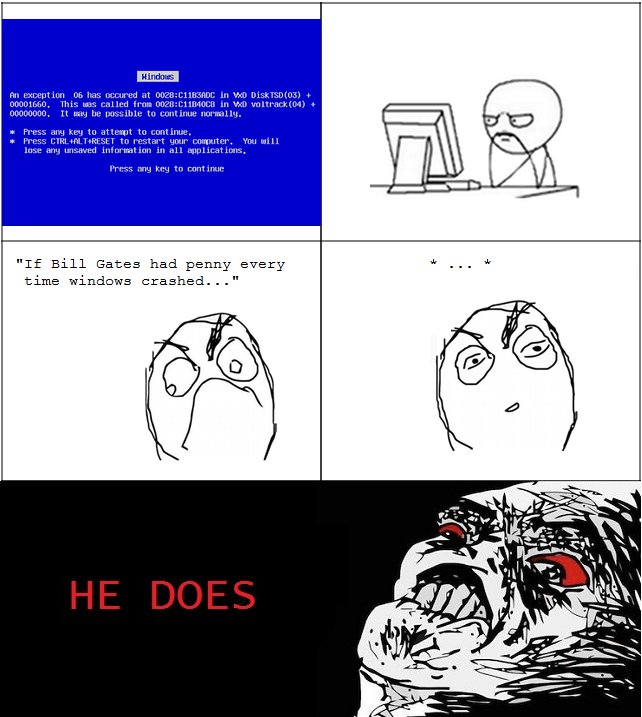 Windows
An exception  06 has occured at 0028:C11B3ADC in VxD DiskTSD(03) +
00001660.  This was called from 0028:C11B40C8 in VxD voltrack(04) +
00000000.  It may be possible to continue normally.
*  Press any key to attempt to continue.
*  Press CTRL+ALT+RESET to restart your computer.  You will
lose any unsaved information in all applications.
Press any key to continue
"If Bill Gates had penny every
time windows crashed..."
* ... *
HE DOES